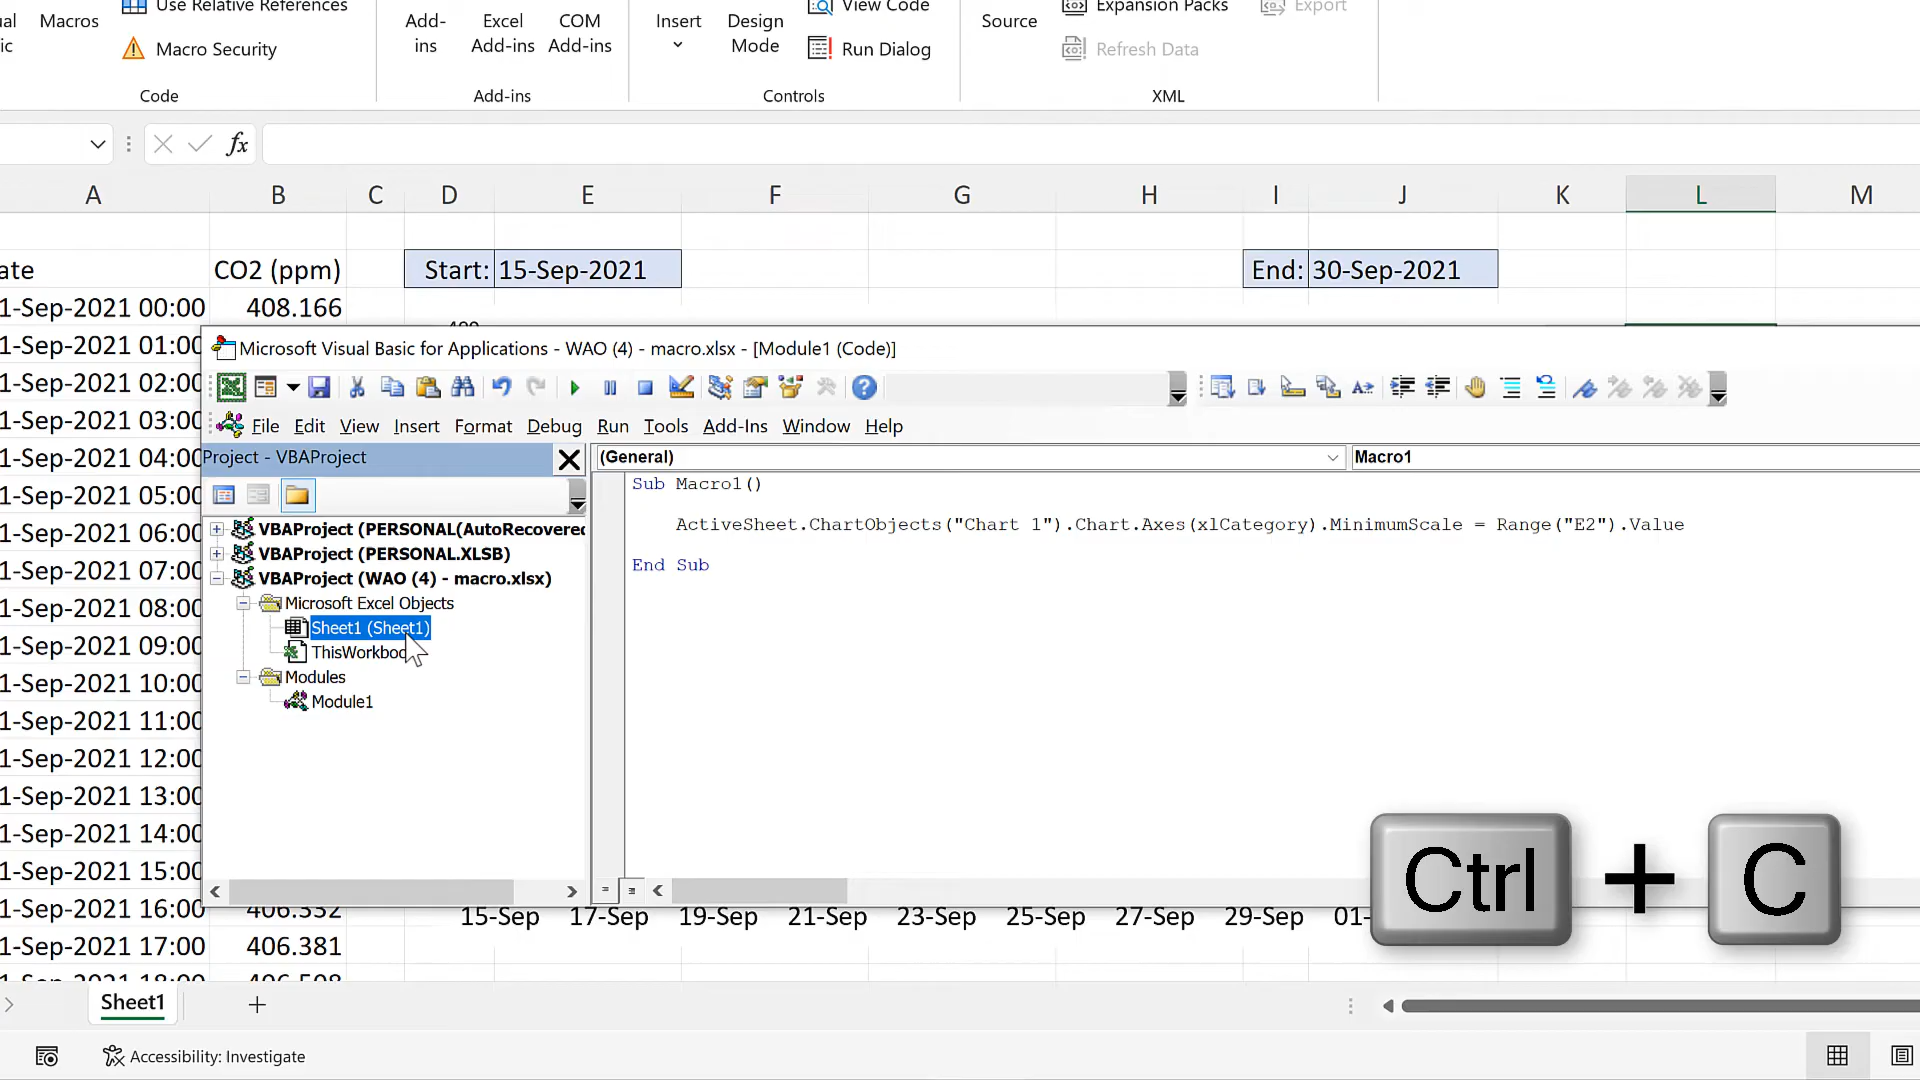 Use Relative References
Macros
ic
Macro Security
Code
Add-
ins
Excel
Add-ins
COM
Add-ins
Add-ins
Insert
Design
Mode
View Code
Run Dialog
Controls
Source
Expansion Packs
Export
Refresh Data
XML
fx
A B C D E F G H I J K L M
ate CO2 (ppm) Start: 15-Sep-2021 End: 30-Sep-2021
1-Sep-2021 00:00 408.166
1-Sep-2021 01:00
1-Sep-2021 02:00
1-Sep-2021 03:00
1-Sep-2021 04:00
1-Sep-2021 05:00
1-Sep-2021 06:00
1-Sep-2021 07:00
1-Sep-2021 08:00
1-Sep-2021 09:00
1-Sep-2021 10:00
1-Sep-2021 11:00
1-Sep-2021 12:00
1-Sep-2021 13:00
1-Sep-2021 14:00
1-Sep-2021 15:00
1-Sep-2021 16:00
1-Sep-2021 17:00 406.381
Microsoft Visual Basic for Applications - WAO (4) - macro.xlsx - [Module1 (Code)]
File Edit View Insert Format Debug Run Tools Add-Ins Window Help
Project - VBAProject
VBAProject (PERSONAL(AutoRecovered
VBAProject (PERSONAL.XLSB)
VBAProject (WAO (4) - macro.xlsx)
Microsoft Excel Objects
Sheet1 (Sheet1)
ThisWorkboo
Modules
Module1
(General) Macro1
Sub Macro1()
ActiveSheet.ChartObjects("Chart 1").Chart.Axes(xlCategory).MinimumScale = Range("E2").Value
End Sub
15-Sep 17-Sep 19-Sep 21-Sep 23-Sep 25-Sep 27-Sep 29-Sep 01-
Ctrl + C
Sheet1
Accessibility: Investigate